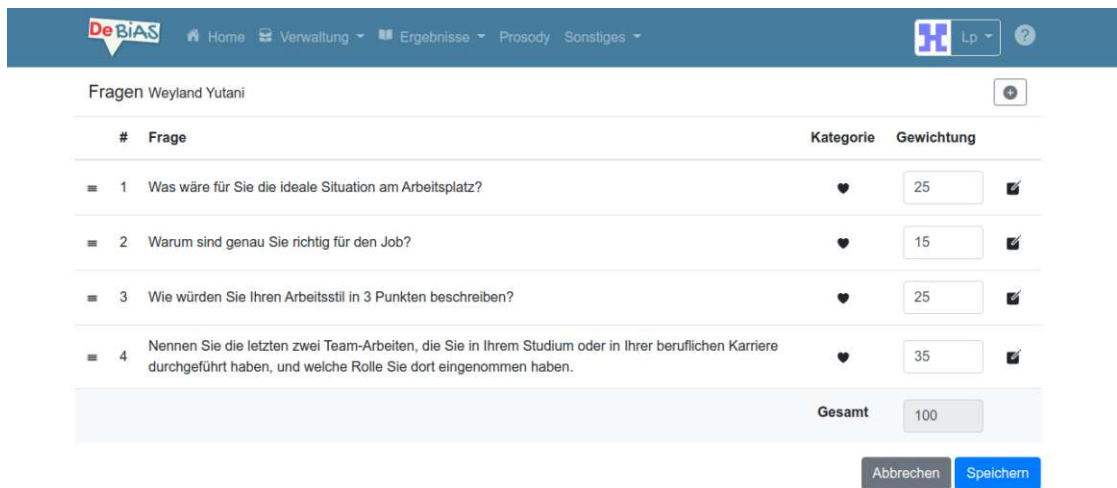 DeBiAS Home Verwaltung Ergebnisse Prosody Sonstiges Lp ?
Fragen Weyland Yutani
# Frage Kategorie Gewichtung
1 Was wäre für Sie die ideale Situation am Arbeitsplatz? 25
2 Warum sind genau Sie richtig für den Job? 15
3 Wie würden Sie Ihren Arbeitsstil in 3 Punkten beschreiben? 25
Nennen Sie die letzten zwei Team-Arbeiten, die Sie in Ihrem Studium oder in Ihrer beruflichen Karriere
4 durchgeführt haben, und welche Rolle Sie dort eingenommen haben. 35
Gesamt 100
Abbrechen Speichern